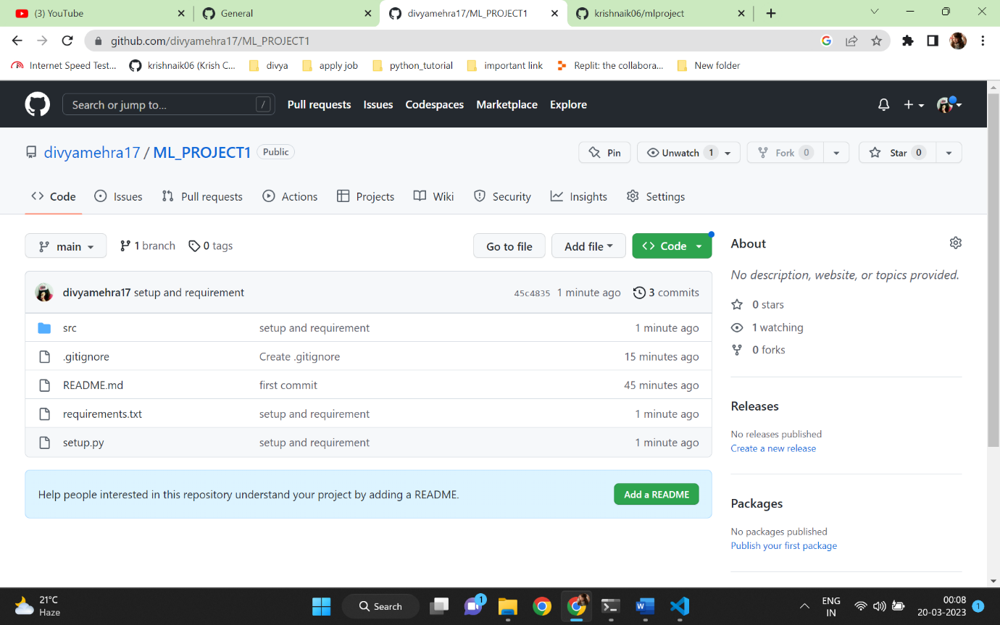 (3) YouTube
General
divyamehra17/ML_PROJECT1
krishnaik06/mlproject
github.com/divyamehra17/ML_PROJECT1
Internet Speed Test...
krishnaik06 (Krish C...
divya
apply job
python_tutorial
important link
Replit: the collabora...
New folder
Search or jump to...
/
Pull requests
Issues
Codespaces
Marketplace
Explore
divyamehra17 / ML_PROJECT1
Public
Pin
Unwatch 1
Fork 0
Star 0
Code
Issues
Pull requests
Actions
Projects
Wiki
Security
Insights
Settings
main
1 branch
0 tags
Go to file
Add file
Code
divyamehra17 setup and requirement
45c4835 1 minute ago
3 commits
src
setup and requirement
1 minute ago
.gitignore
Create .gitignore
15 minutes ago
README.md
first commit
45 minutes ago
requirements.txt
setup and requirement
1 minute ago
setup.py
setup and requirement
1 minute ago
Help people interested in this repository understand your project by adding a README.
Add a README
About
No description, website, or topics provided.
0 stars
1 watching
0 forks
Releases
No releases published
Create a new release
Packages
No packages published
Publish your first package
21°C
Haze
Search
1
ENG
IN
00:08
20-03-2023
1